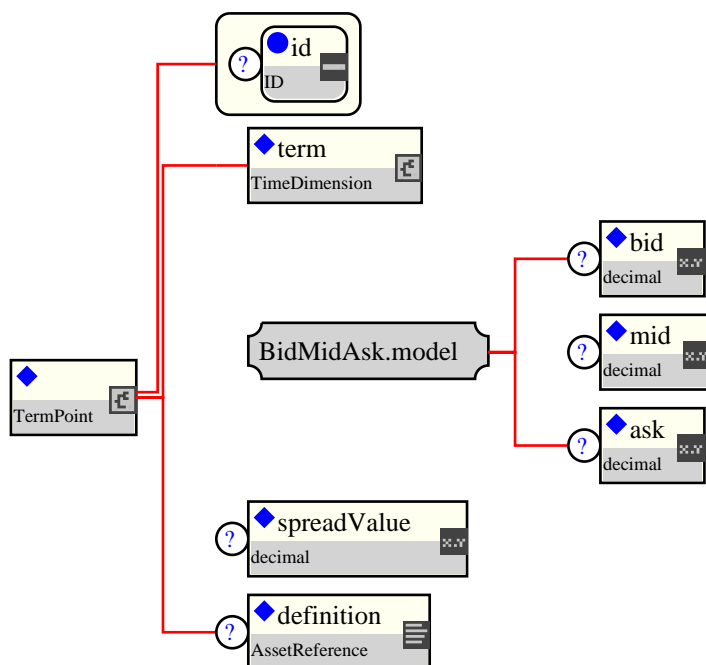 ? id
ID
term
TimeDimension
? bid
decimal
BidMidAsk.model
? mid
decimal
TermPoint
? ask
decimal
? spreadValue
decimal
? definition
AssetReference